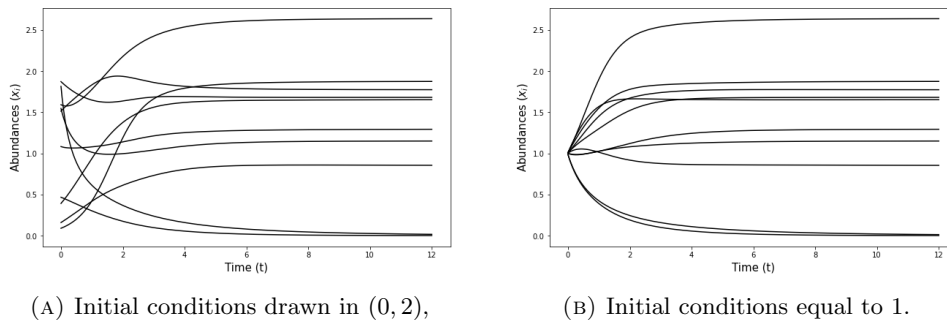 2.5
2.0
1.5
1.0
0.5
0.0
Abundances (xᵢ)
0 2 4 6 8 10 12
Time (t)
(A) Initial conditions drawn in (0, 2),
2.5
2.0
1.5
1.0
0.5
0.0
Abundances (xᵢ)
0 2 4 6 8 10 12
Time (t)
(B) Initial conditions equal to 1.